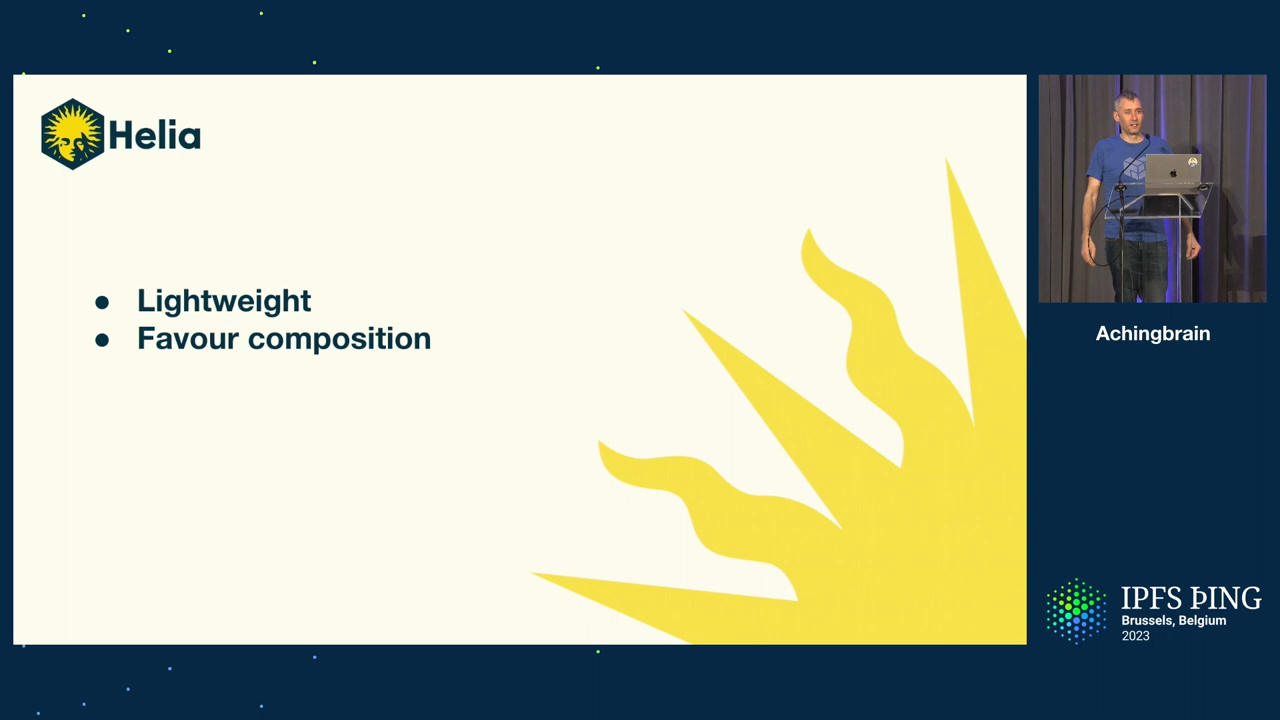 Helia
● Lightweight
● Favour composition
Achingbrain
IPFS ÞING
Brussels, Belgium
2023